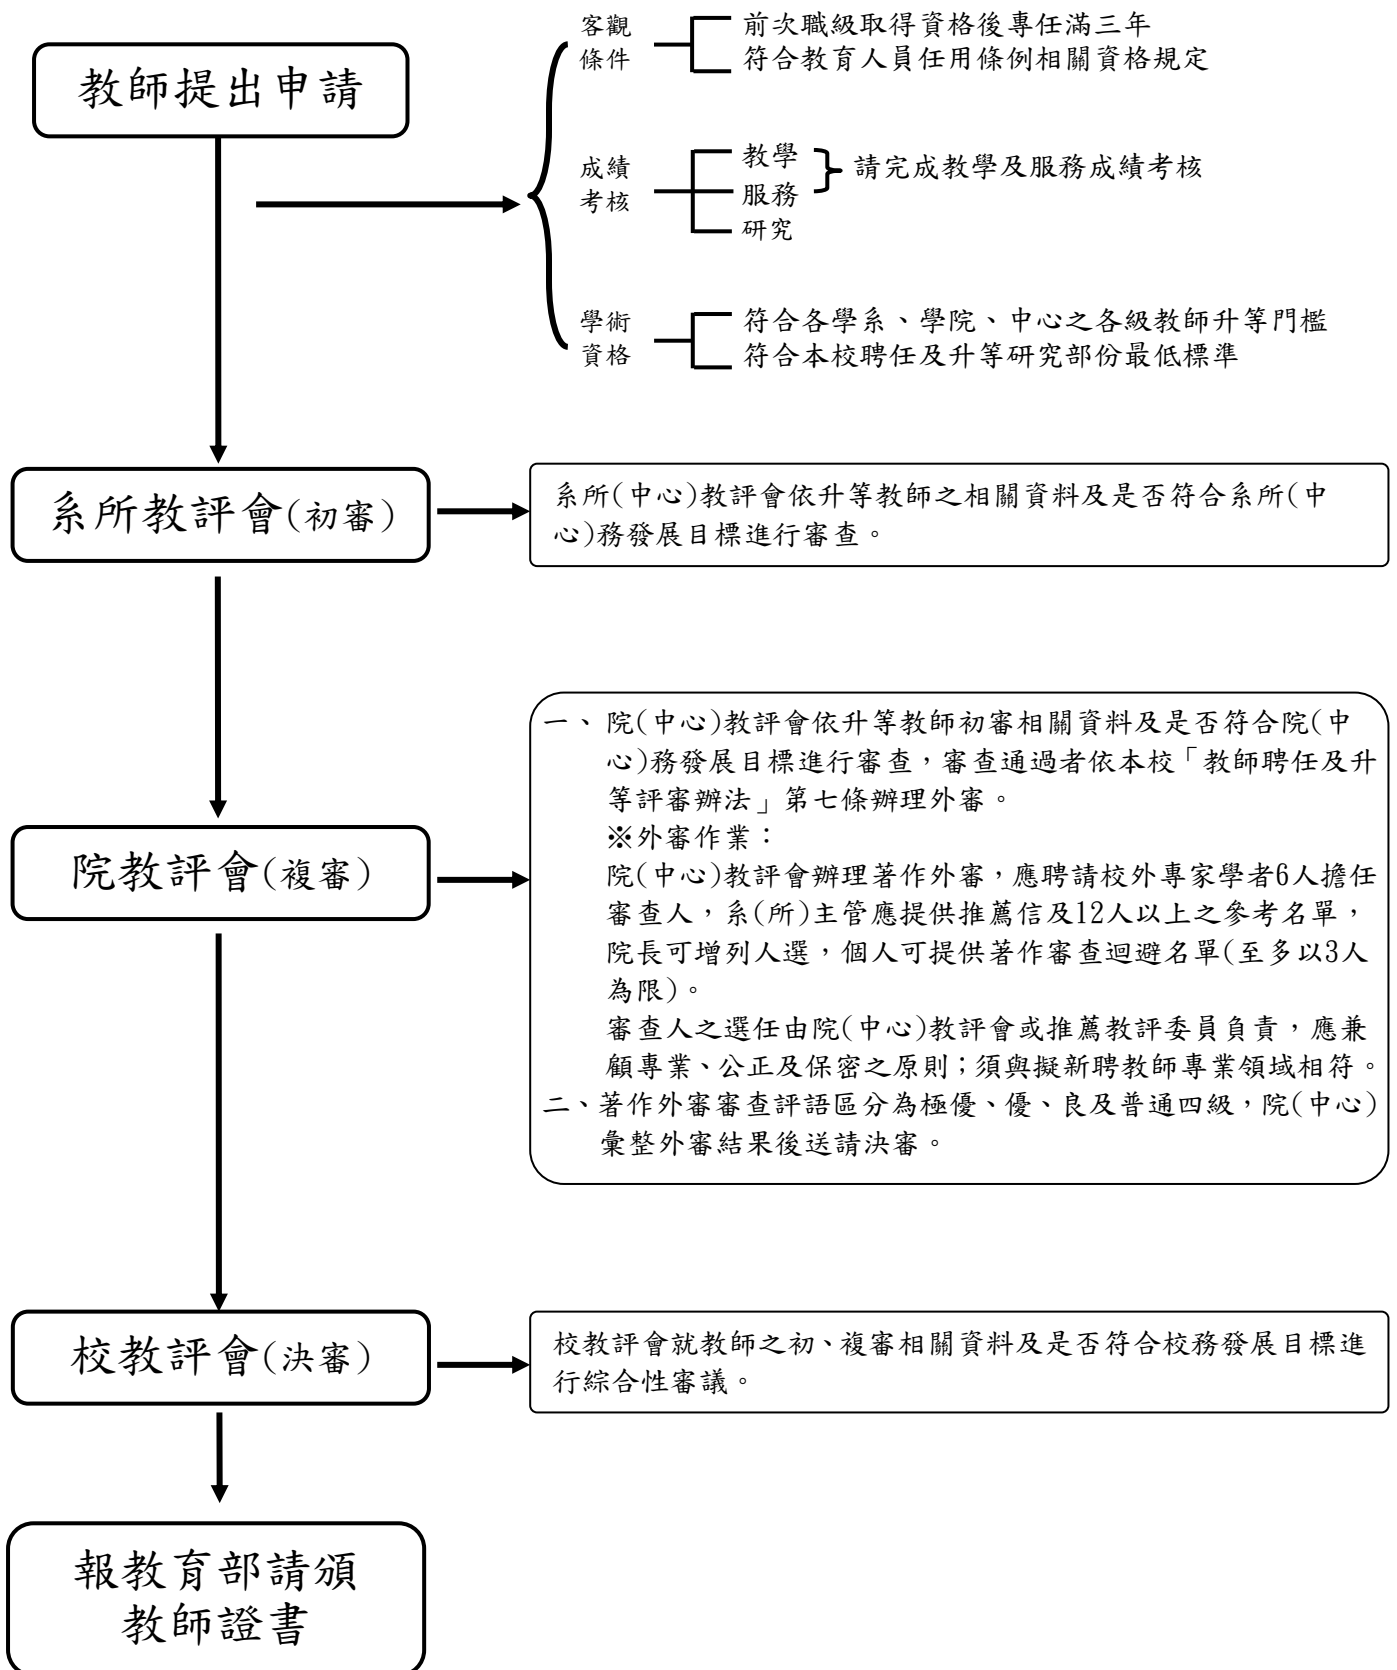 教師提出申請
客觀
條件
前次職級取得資格後專任滿三年
符合教育人員任用條例相關資格規定
成績
考核
教學
服務
研究
請完成教學及服務成績考核
學術
資格
符合各學系、學院、中心之各級教師升等門檻
符合本校聘任及升等研究部份最低標準
系所教評會(初審)
系所(中心)教評會依升等教師之相關資料及是否符合系所(中
心)務發展目標進行審查。
院教評會(複審)
一、院(中心)教評會依升等教師初審相關資料及是否符合院(中
心)務發展目標進行審查，審查通過者依本校「教師聘任及升
等評審辦法」第七條辦理外審。
※外審作業：
院(中心)教評會辦理著作外審，應聘請校外專家學者6人擔任
審查人，系(所)主管應提供推薦信及12人以上之參考名單，
院長可增列人選，個人可提供著作審查迴避名單(至多以3人
為限)。
審查人之選任由院(中心)教評會或推薦教評委員負責，應兼
顧專業、公正及保密之原則；須與擬新聘教師專業領域相符。
二、著作外審審查評語區分為極優、優、良及普通四級，院(中心)
彙整外審結果後送請決審。
校教評會(決審)
校教評會就教師之初、複審相關資料及是否符合校務發展目標進
行綜合性審議。
報教育部請頒
教師證書